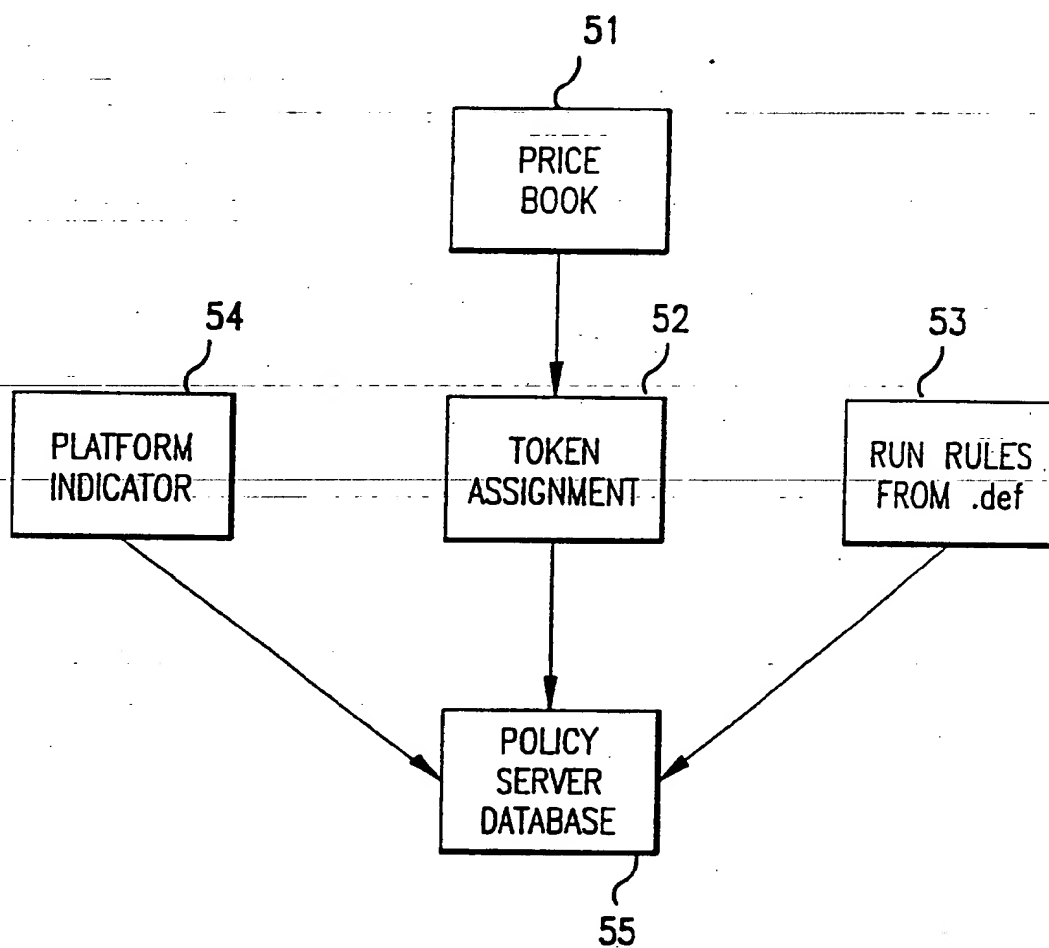 51
PRICE
BOOK
54
52
53
PLATFORM
INDICATOR
TOKEN
ASSIGNMENT
RUN RULES
FROM .def
POLICY
SERVER
DATABASE
55